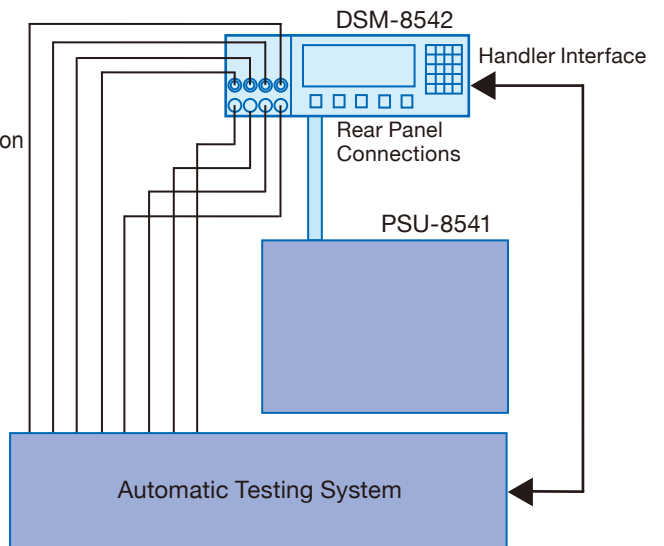 DSM-8542
Handler Interface
on
Rear Panel
Connections
PSU-8541
Automatic Testing System